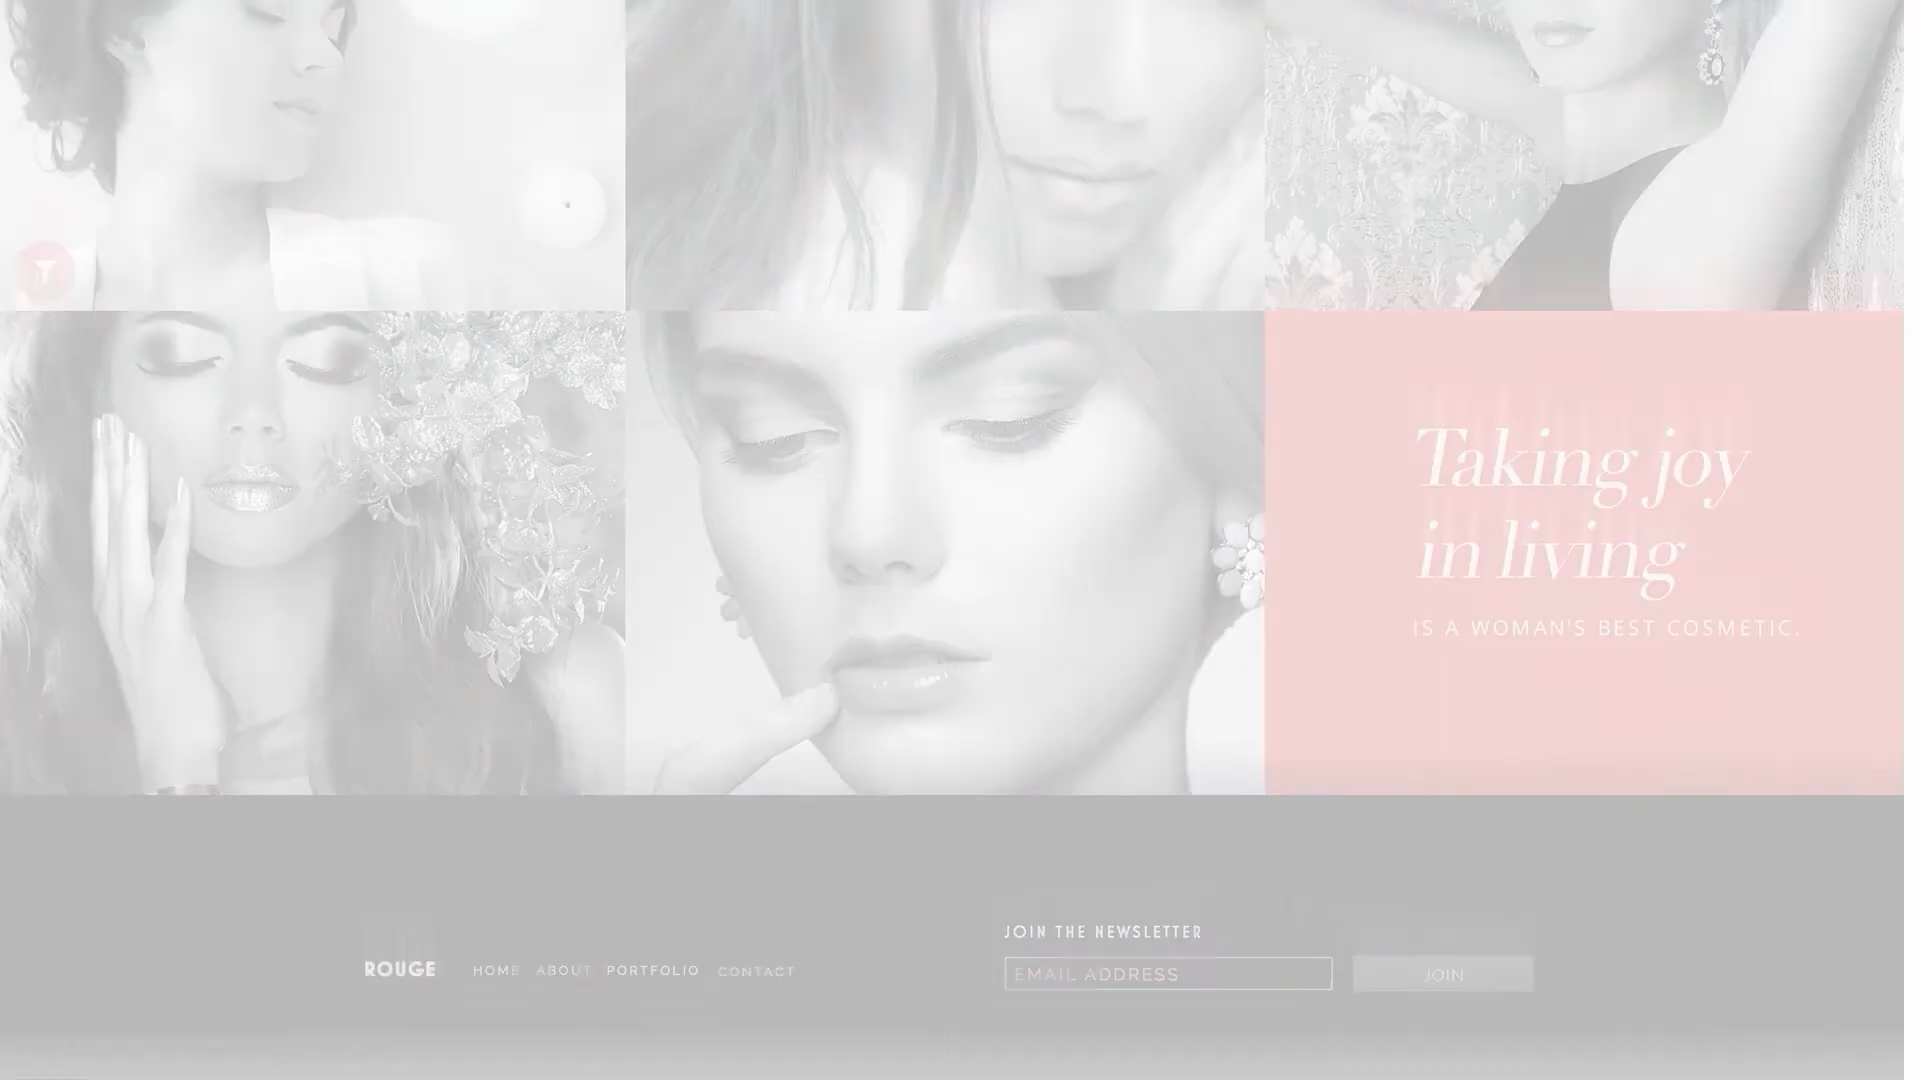 Taking joy
in living
IS A WOMAN'S BEST COSMETIC.
JOIN THE NEWSLETTER
ROUGE HOME ABOUT PORTFOLIO CONTACT
EMAIL ADDRESS JOIN